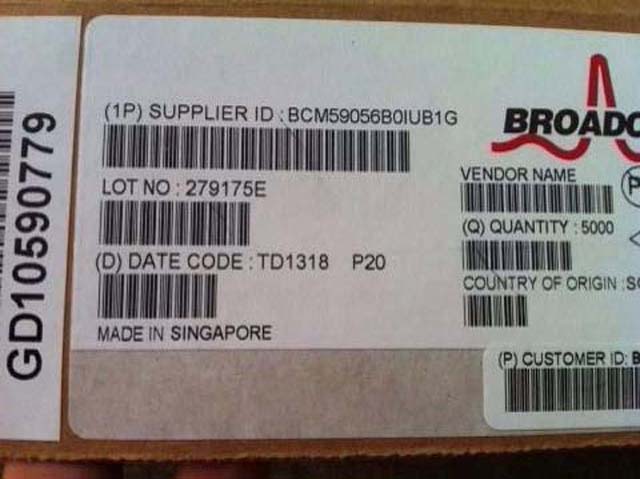 GD10590779
(1P) SUPPLIER ID : BCM59056B0IUB1G
LOT NO : 279175E
(D) DATE CODE : TD1318 P20
MADE IN SINGAPORE
BROADC
VENDOR NAME
(Q) QUANTITY : 5000
COUNTRY OF ORIGIN :S
(P) CUSTOMER ID: B